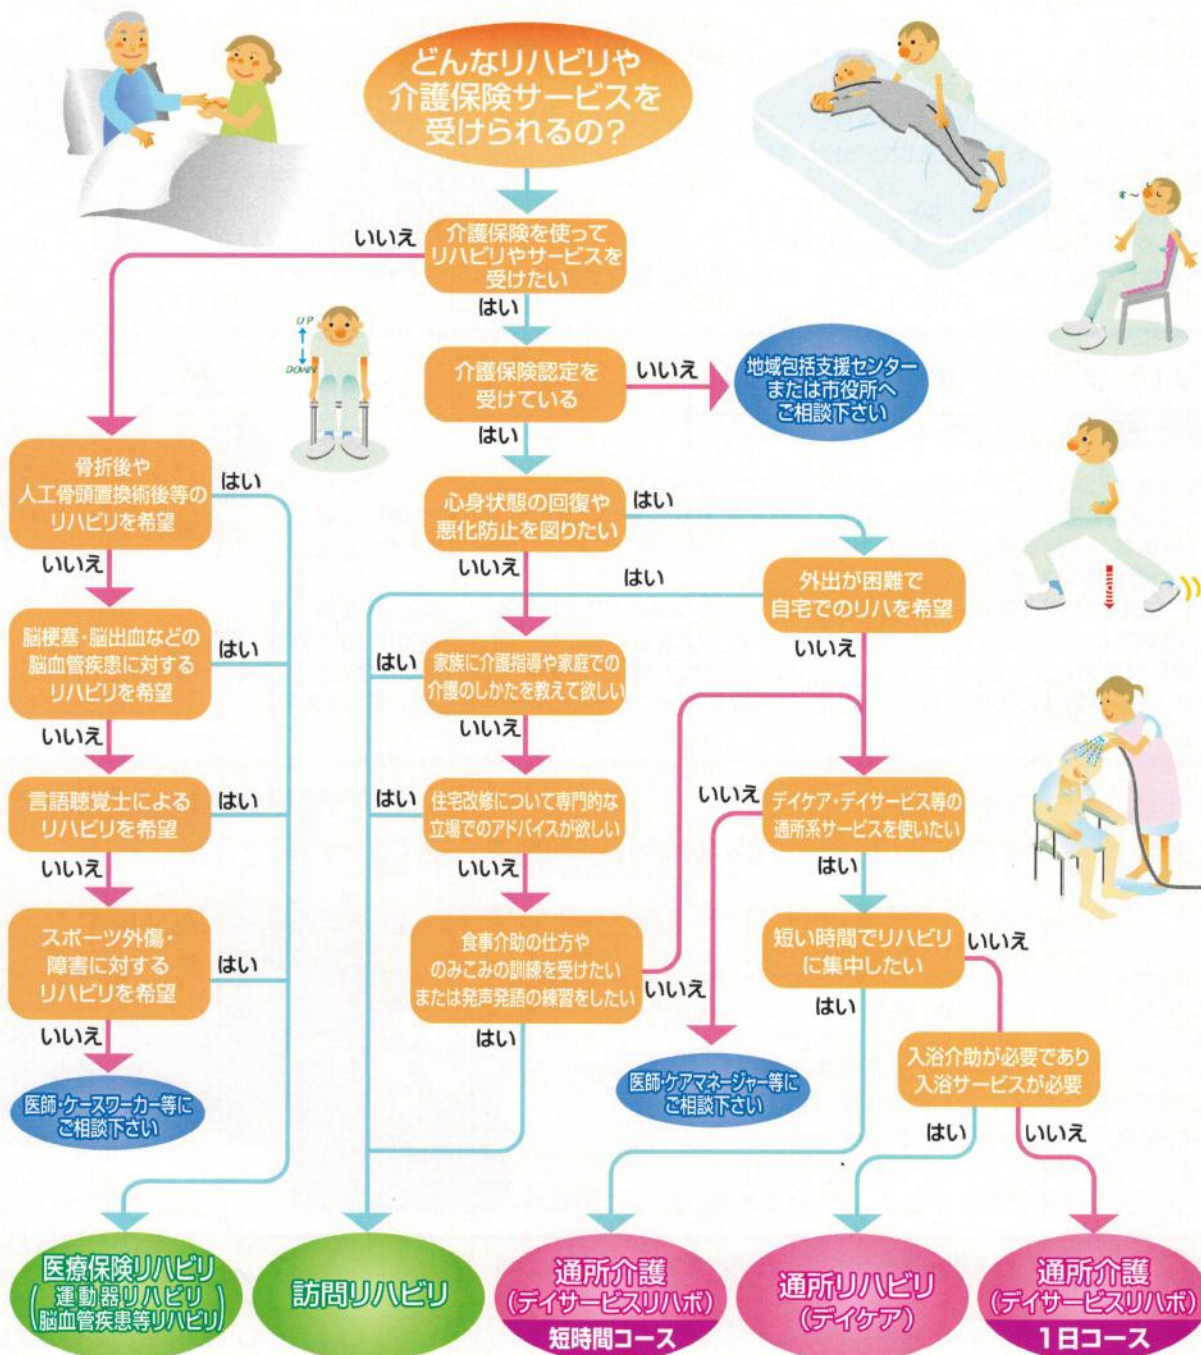 どんなリハビリや
介護保険サービスを
受けられるの?
す〜
いいえ
介護保険を使って
リハビリやサービスを
受けたい
はい
UP
DOWN
介護保険認定を
受けている
いいえ
地域包括支援センター
または市役所へ
ご相談下さい
はい
骨折後や
人工骨頭置換術後等の
リハビリを希望
はい
いいえ
心身状態の回復や
悪化防止を図りたい
はい
いいえ
はい
外出が困難で
自宅でのリハを希望
いいえ
脳梗塞・脳出血などの
脳血管疾患に対する
リハビリを希望
はい
いいえ
はい
家族に介護指導や家庭での
介護のしかたを教えて欲しい
いいえ
言語聴覚士による
リハビリを希望
はい
いいえ
はい
住宅改修について専門的な
立場でのアドバイスが欲しい
いいえ
いいえ
デイケア・デイサービス等の
通所系サービスを使いたい
はい
スポーツ外傷・
障害に対する
リハビリを希望
はい
いいえ
食事介助の仕方や
のみこみの訓練を受けたい
または発声発語の練習をしたい
いいえ
はい
短い時間でリハビリ
に集中したい
いいえ
はい
医師・ケースワーカー等に
ご相談下さい
医師・ケアマネージャー等に
ご相談下さい
入浴介助が必要であり
入浴サービスが必要
はい
いいえ
医療保険リハビリ
(運動器リハビリ
脳血管疾患等リハビリ)
訪問リハビリ
通所介護
(デイサービスリハボ)
短時間コース
通所リハビリ
(デイケア)
通所介護
(デイサービスリハボ)
1日コース